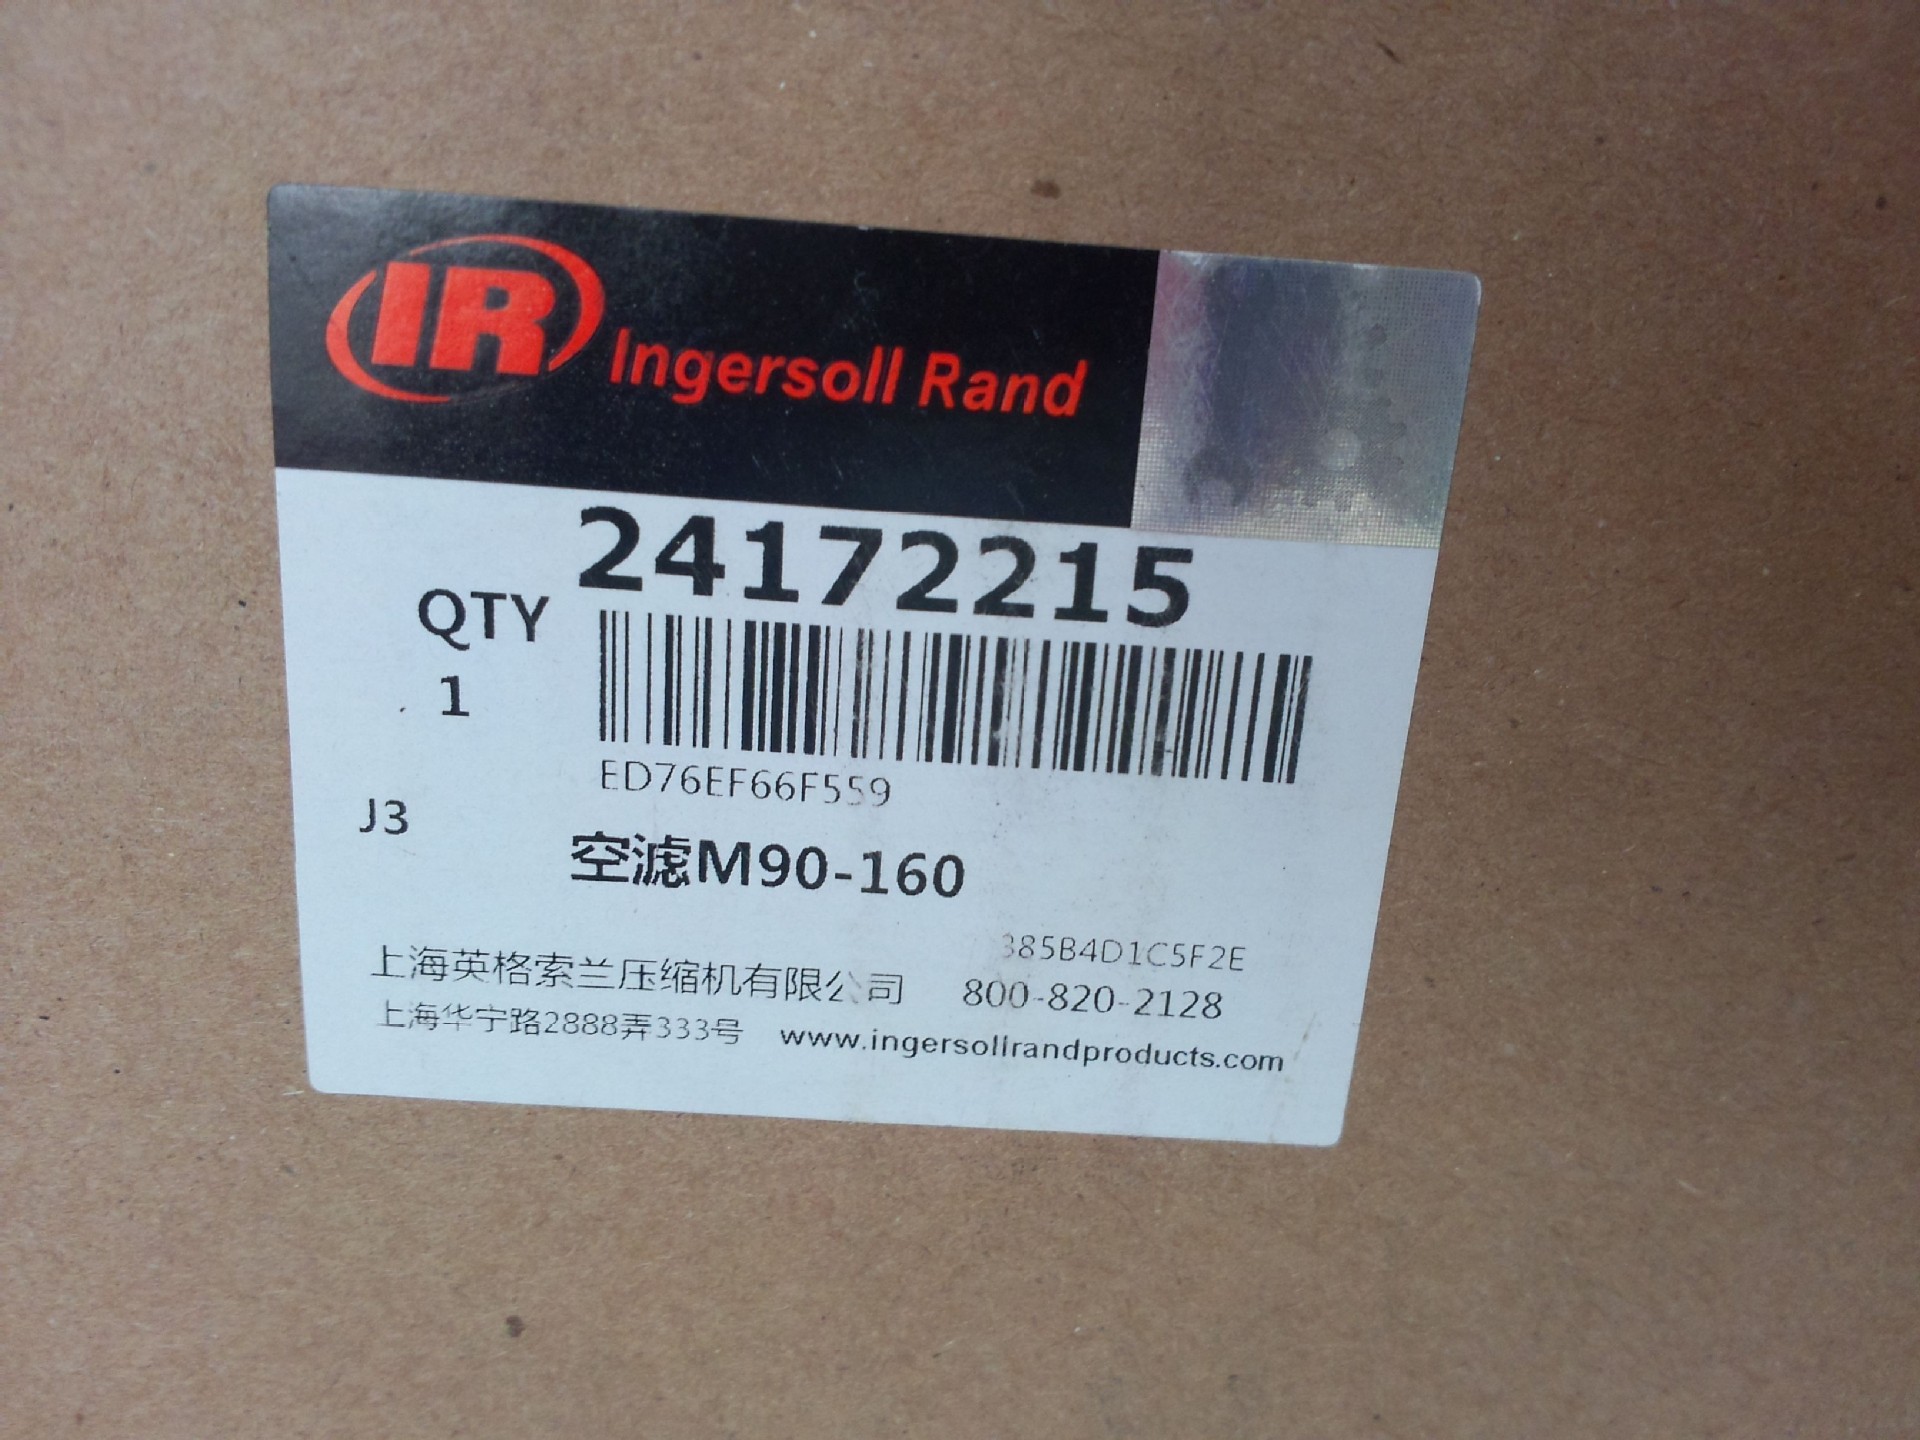 IR Ingersoll Rand
24172215
QTY
1
ED76EF66F559
J3
空滤M90-160
385B4D1C5F2E
上海英格索兰压缩机有限公司 800-820-2128
上海华宁路2888弄333号 www.ingersollrandproducts.com